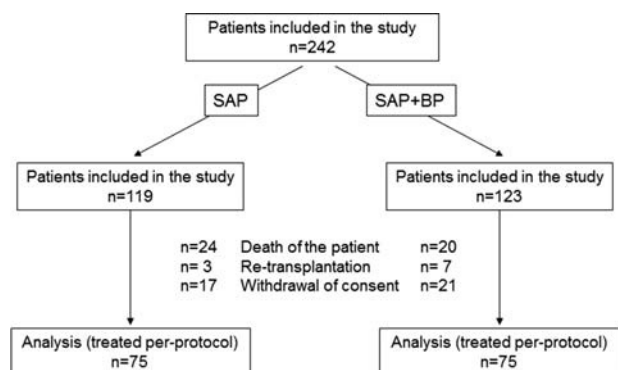 Patients included in the study
n=242
SAP
SAP+BP
Patients included in the study
n=119
Patients included in the study
n=123
n=24 Death of the patient n=20
n= 3 Re-transplantation n= 7
n=17 Withdrawal of consent n=21
Analysis (treated per-protocol)
n=75
Analysis (treated per-protocol)
n=75